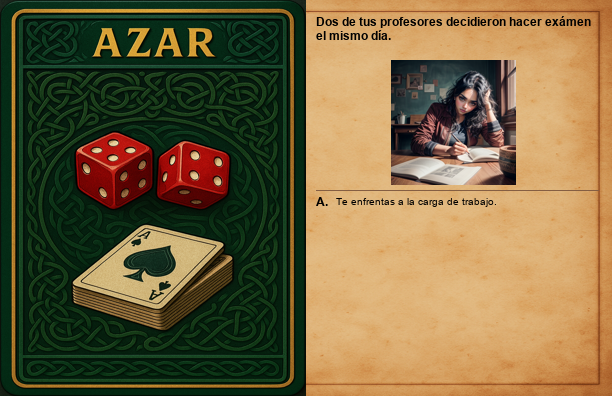 AZAR
A
A
Dos de tus profesores decidieron hacer exámen
el mismo día.
A. Te enfrentas a la carga de trabajo.